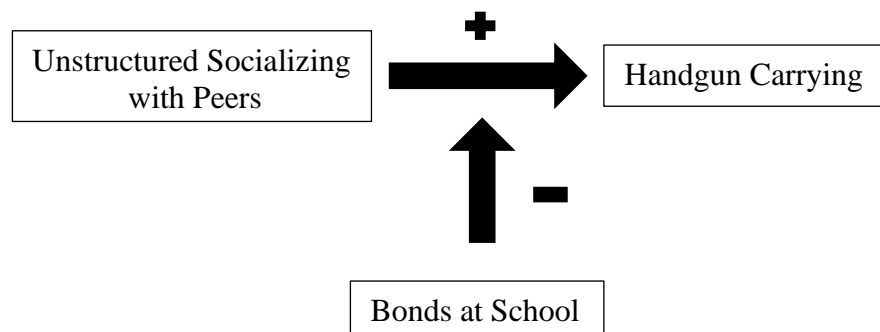 +
Unstructured Socializing
with Peers
Handgun Carrying
-
Bonds at School